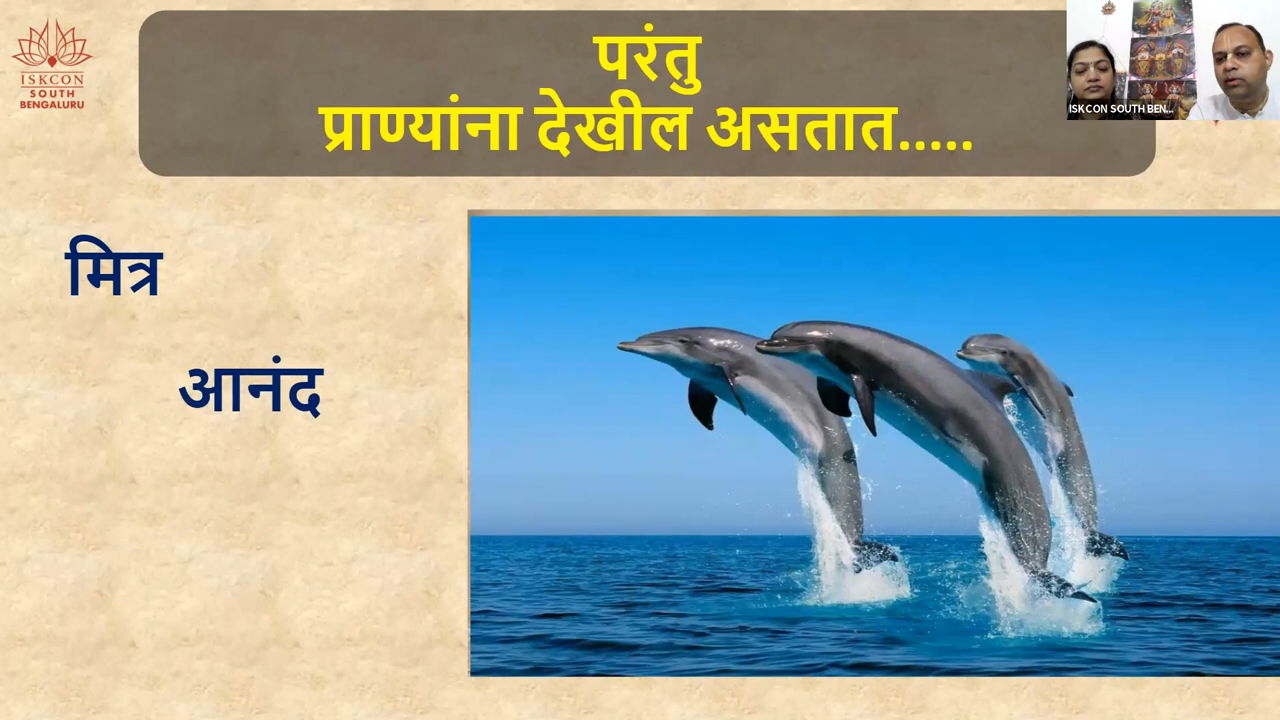 ISKCON
SOUTH
BENGALURU
परंतु
प्राण्यांना देखील असतात.....
ISKCON SOUTH BEN...
मित्र
आनंद